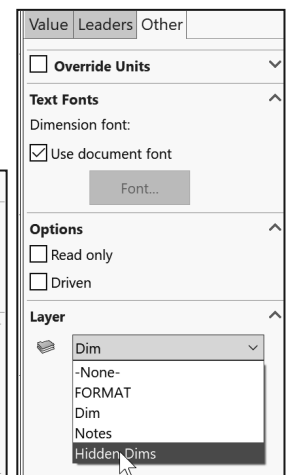 Value Leaders Other
Override Units
Text Fonts
Dimension font:
Use document font
Font...
Options
Read only
Driven
Layer
Dim
-None-
FORMAT
Dim
Notes
Hidden Dims